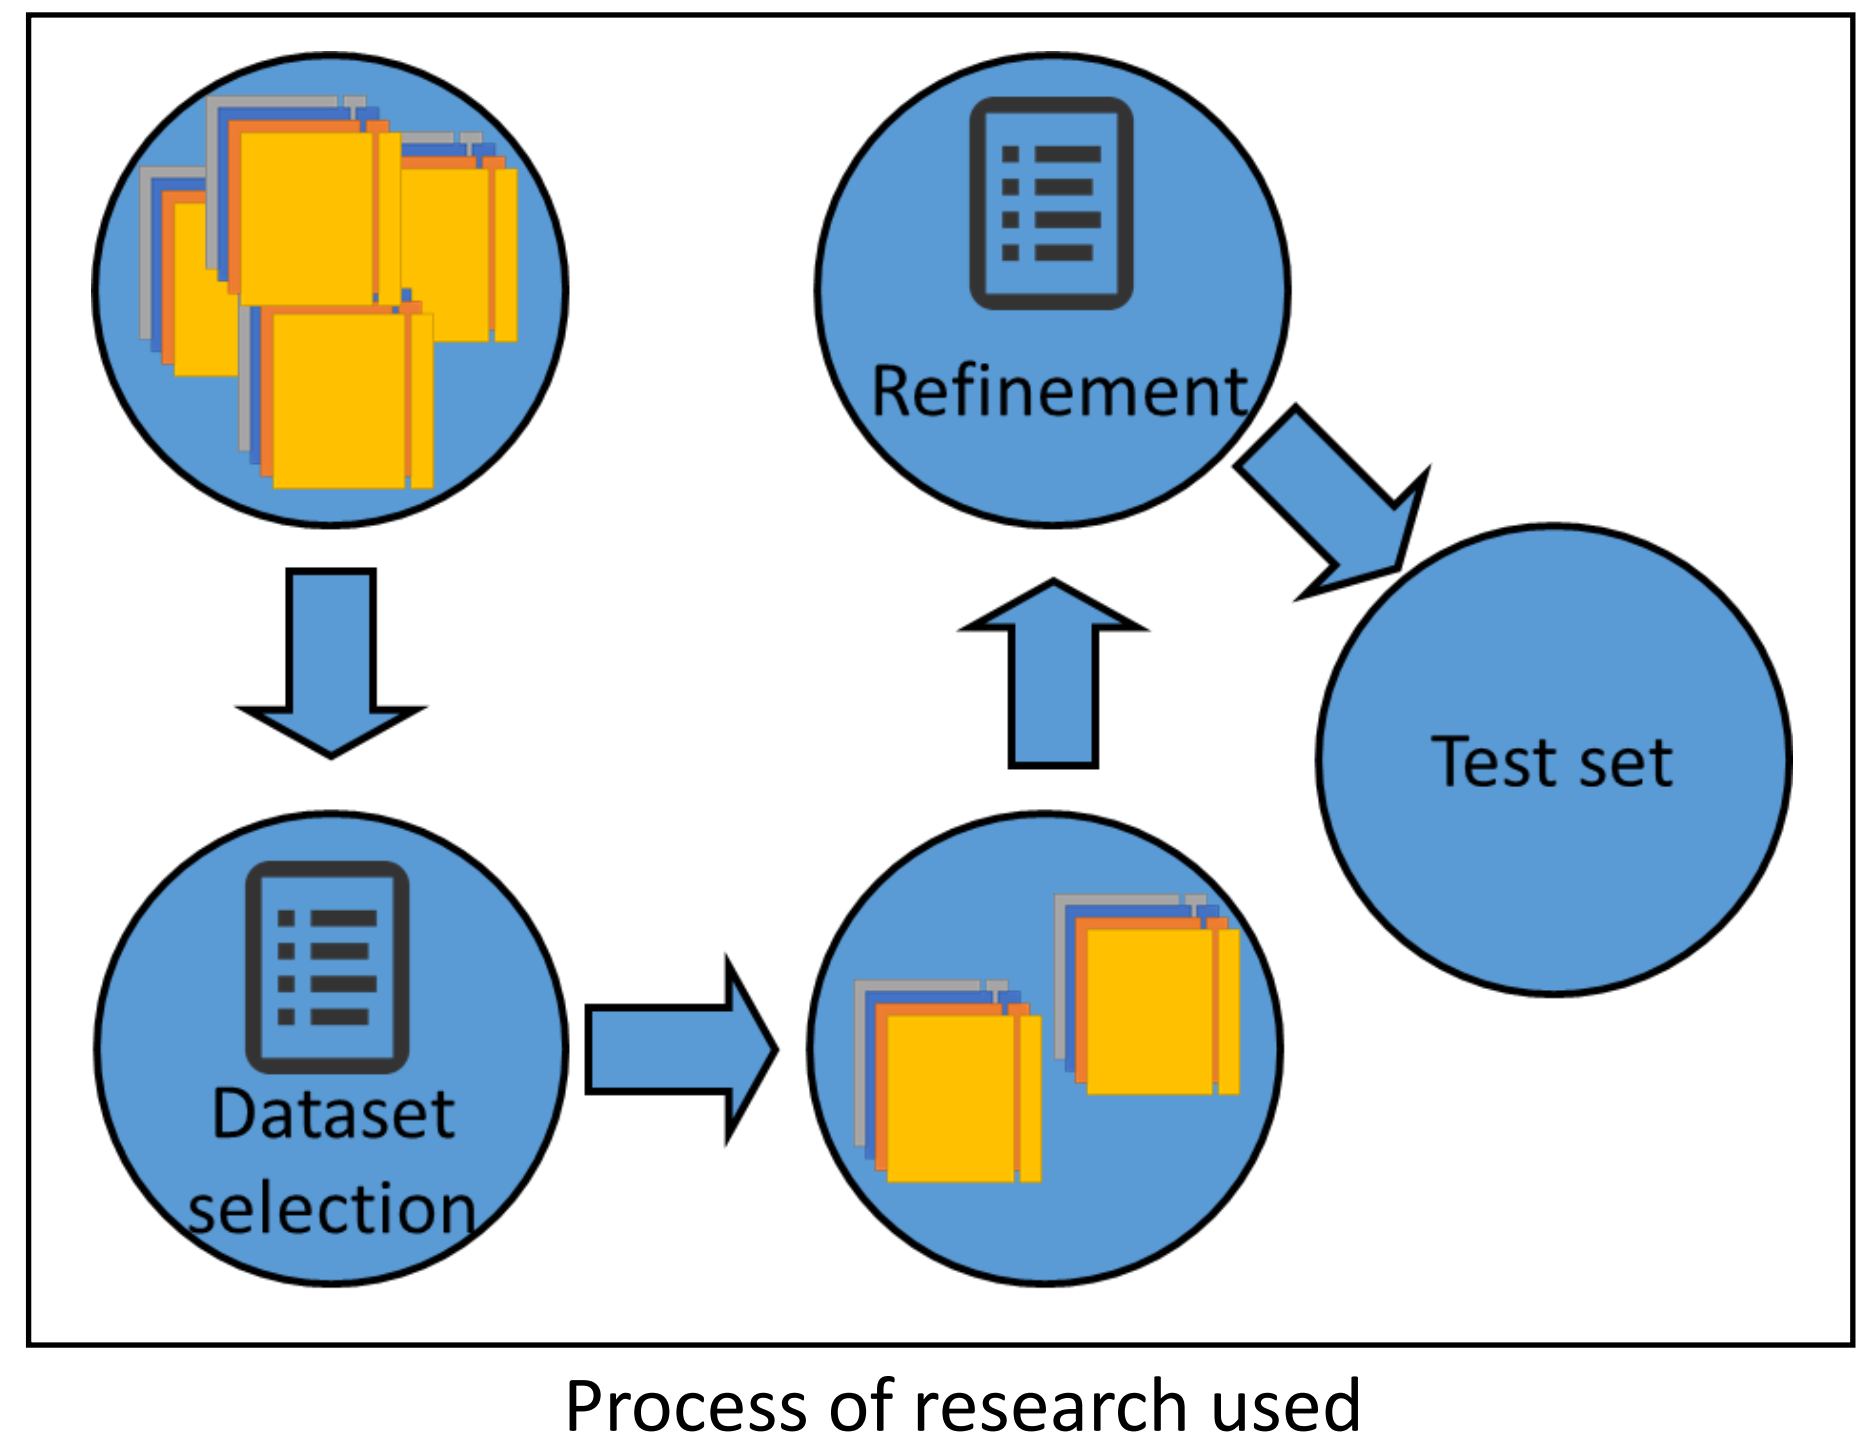 Refinement
Test set
Dataset
selection
Process of research used